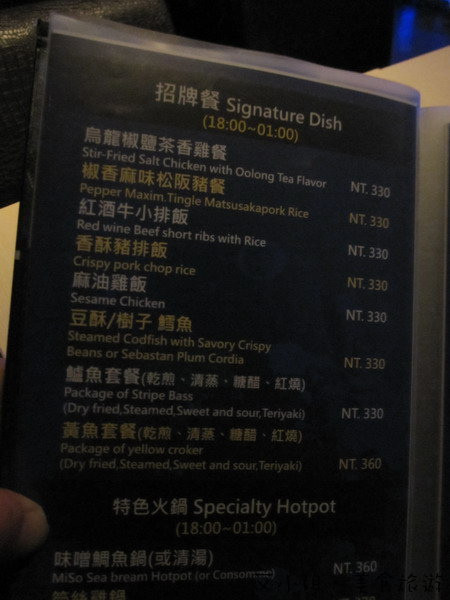 招牌餐 Signature Dish
(18:00~01:00)
烏龍椒鹽茶香雞餐
Stir-Fried Salt Chicken with Oolong Tea Flavor NT. 330
椒香麻味松阪豬餐
Pepper Maxim.Tingle Matsusakapork Rice NT. 330
紅酒牛小排飯
Red wine Beef short ribs with Rice NT. 330
香酥豬排飯
Crispy pork chop rice NT. 330
麻油雞飯
Sesame Chicken NT. 330
豆酥/樹子 鱈魚
Steamed Codfish with Savory Crispy
Beans or Sebastan Plum Cordia NT. 330
鱸魚套餐(乾煎、清蒸、糖醋、紅燒)
Package of Stripe Bass
(Dry fried,Steamed,Sweet and sour,Teriyaki) NT. 330
黃魚套餐(乾煎、清蒸、糖醋、紅燒)
Package of yellow croker
(Dry fried,Steamed,Sweet and sour,Teriyaki) NT. 360
特色火鍋 Specialty Hotpot
(18:00~01:00)
味噌鯛魚鍋(或清湯)
MiSo Sea bream Hotpot (or Consomme) NT. 360